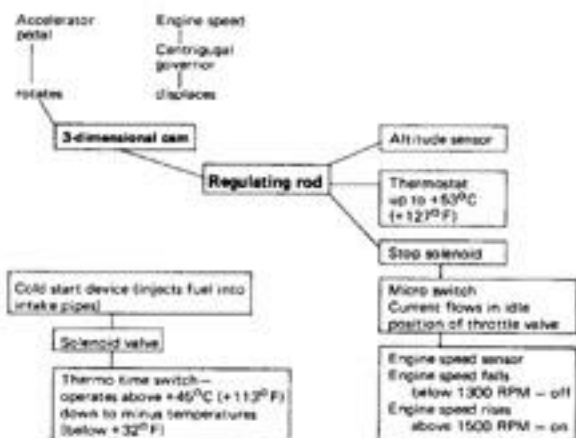 Accelerator
pedal
rotates
Engine speed
Centrigugal
governor
displaces
3-dimensional cam
Regulating rod
Altitude sensor
Thermostat
up to +53°C
(+127°F)
Stop solenoid
Micro switch
Current flows in idle
position of throttle valve
Engine speed sensor
Engine speed falls
below 1300 RPM – off
Engine speed rises
above 1500 RPM – on
Cold start device (injects fuel into
intake pipes)
Solenoid valve
Thermo time switch–
operates above +45°C (+113°F)
down to minus temperatures
(below +32°F)